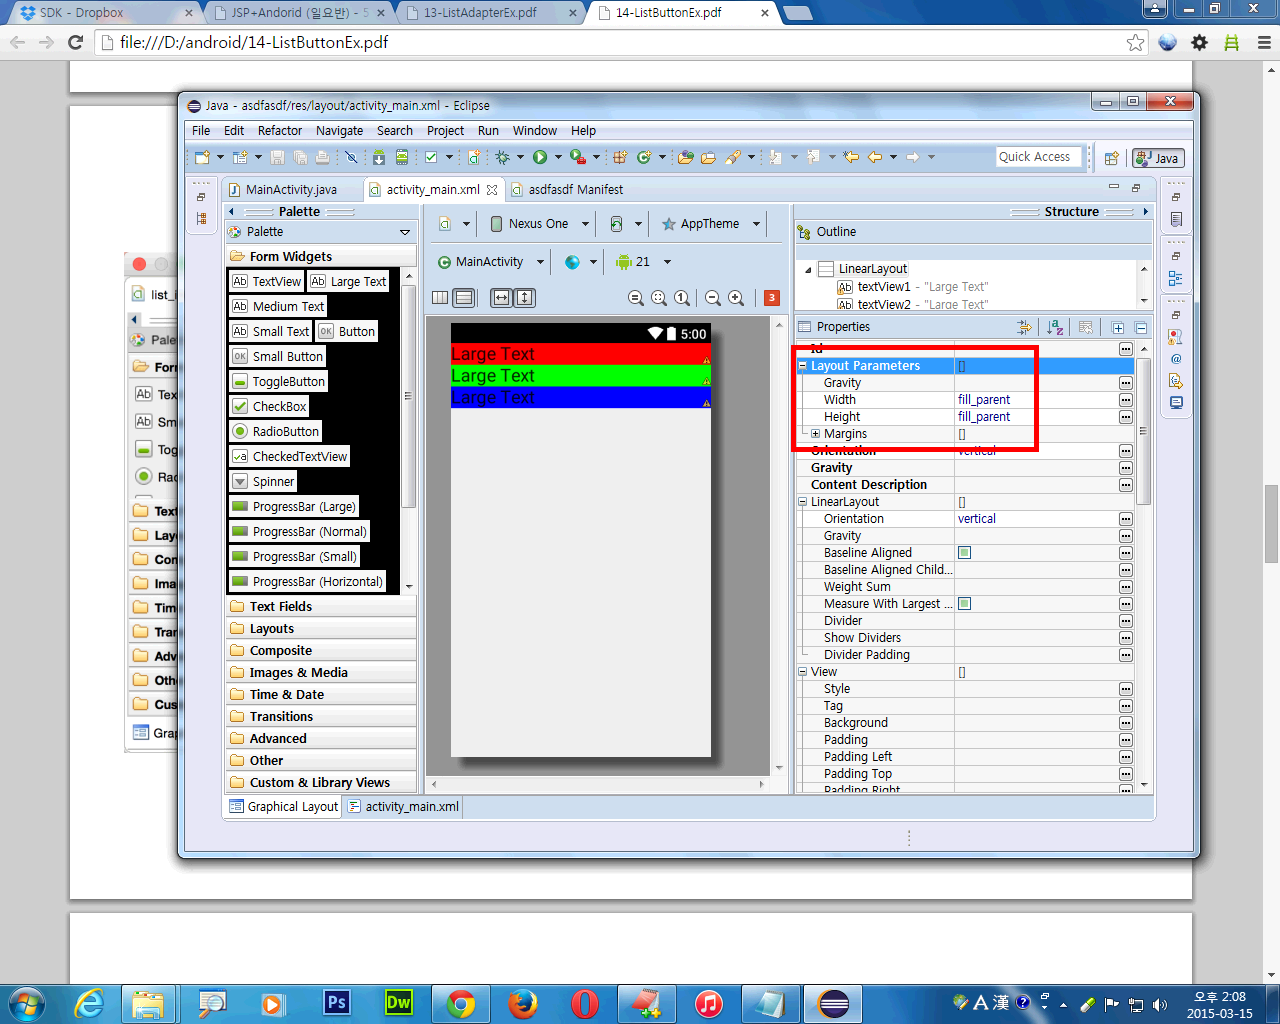 SDK - Dropbox
JSP+Andorid (일요반) - 5
13-ListAdapterEx.pdf
14-ListButtonEx.pdf
file:///D:/android/14-ListButtonEx.pdf
Java - asdfasdf/res/layout/activity_main.xml - Eclipse
File Edit Refactor Navigate Search Project Run Window Help
Quick Access
Java
MainActivity.java
activity_main.xml
asdfasdf Manifest
Palette
Palette
Form Widgets
TextView
Large Text
Medium Text
Small Text
Button
Small Button
ToggleButton
CheckBox
RadioButton
CheckedTextView
Spinner
ProgressBar (Large)
ProgressBar (Normal)
ProgressBar (Small)
ProgressBar (Horizontal)
Text Fields
Layouts
Composite
Images & Media
Time & Date
Transitions
Advanced
Other
Custom & Library Views
Graphical Layout
activity_main.xml
Nexus One
AppTheme
MainActivity
21
3
5:00
Large Text
Large Text
Large Text
Structure
Outline
LinearLayout
textView1 - "Large Text"
textView2 - "Large Text"
Properties
Id
Layout Parameters []
Gravity
Width fill_parent
Height fill_parent
Margins []
Orientation vertical
Gravity
Content Description
LinearLayout []
Orientation vertical
Gravity
Baseline Aligned
Baseline Aligned Child...
Weight Sum
Measure With Largest ...
Divider
Show Dividers
Divider Padding
View []
Style
Tag
Background
Padding
Padding Left
Padding Top
Padding Right
list_i
Pale
Forr
Tex
Sm
Tog
Rac
Tex
Lay
Con
Ima
Tim
Trar
Adv
Oth
Cus
Grap
Ps
Dw
A 漢
오후 2:08
2015-03-15